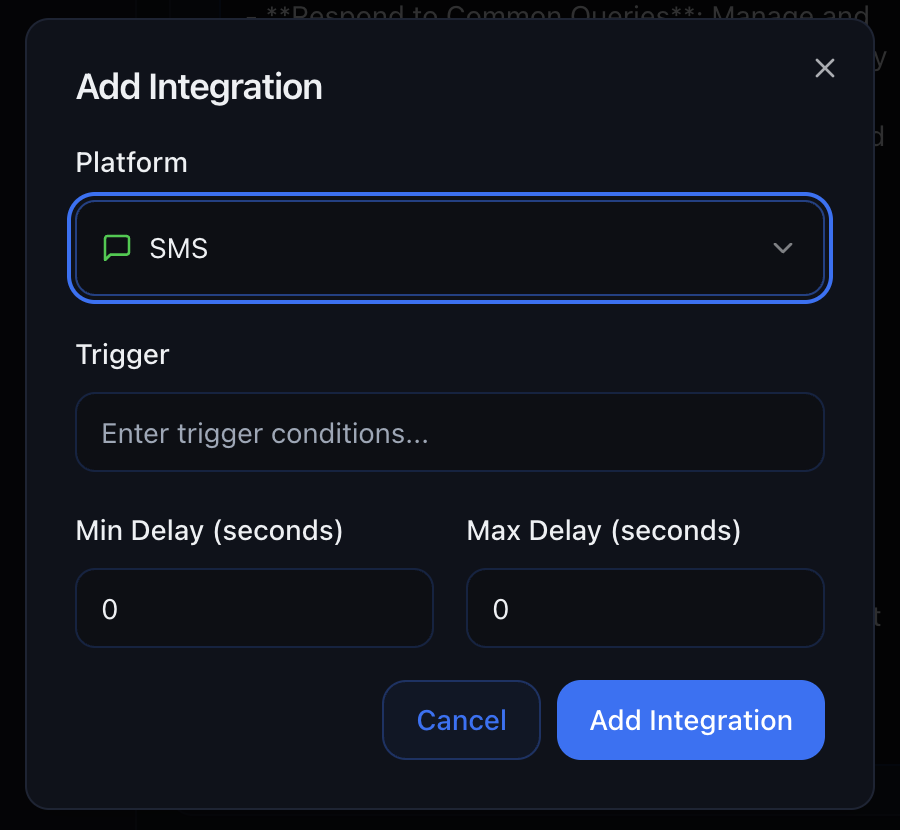 - **Respond to Common Queries**: Manage and
Add Integration
Platform
SMS
Trigger
Enter trigger conditions...
Min Delay (seconds)
Max Delay (seconds)
0
0
Cancel
Add Integration